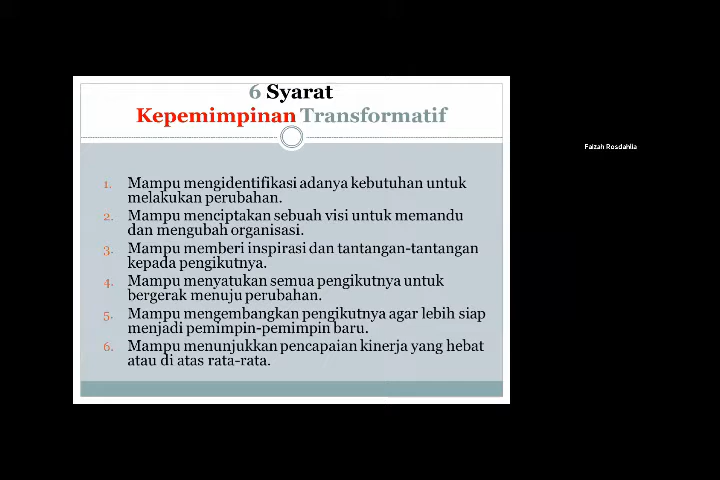 6 Syarat
Kepemimpinan Transformatif
1. Mampu mengidentifikasi adanya kebutuhan untuk
melakukan perubahan.
2. Mampu menciptakan sebuah visi untuk memandu
dan mengubah organisasi.
3. Mampu memberi inspirasi dan tantangan-tantangan
kepada pengikutnya.
4. Mampu menyatukan semua pengikutnya untuk
bergerak menuju perubahan.
5. Mampu mengembangkan pengikutnya agar lebih siap
menjadi pemimpin-pemimpin baru.
6. Mampu menunjukkan pencapaian kinerja yang hebat
atau di atas rata-rata.
Faizah Rosdahlia